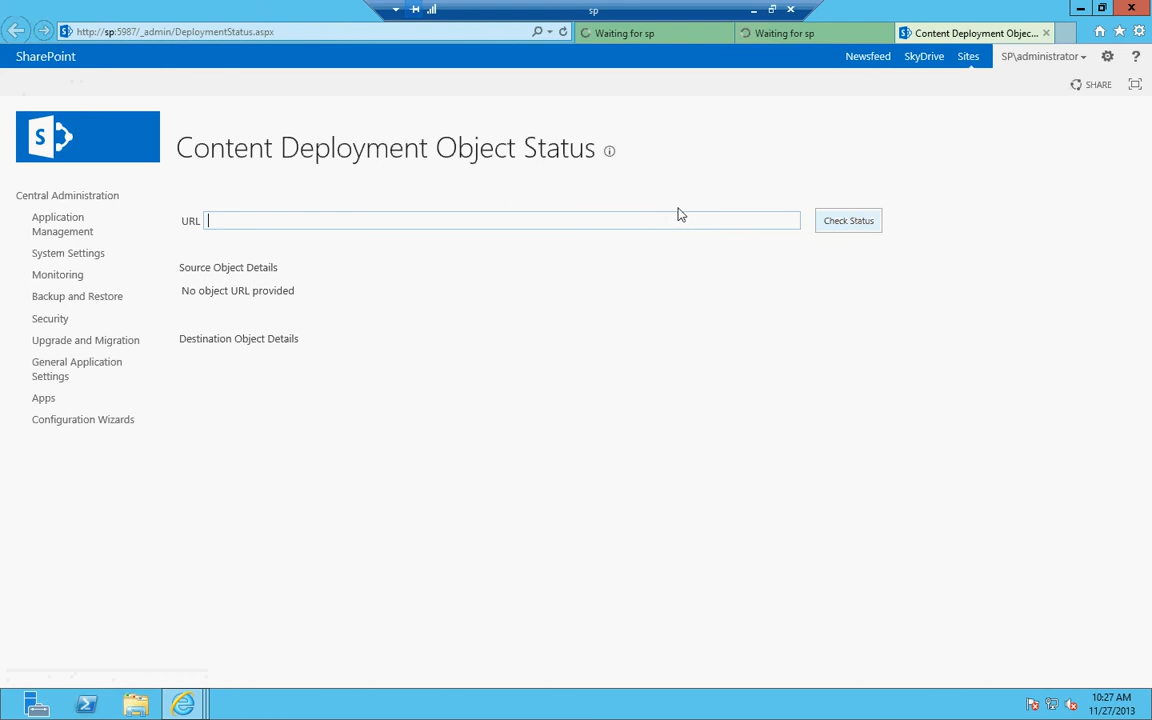 sp
http://sp:5987/_admin/DeploymentStatus.aspx
Waiting for sp
Waiting for sp
Content Deployment Objec...
SharePoint
Newsfeed
SkyDrive
Sites
SP\administrator
?
SHARE
S
Content Deployment Object Status
Central Administration
Application
Management
System Settings
Monitoring
Backup and Restore
Security
Upgrade and Migration
General Application
Settings
Apps
Configuration Wizards
URL
Check Status
Source Object Details
No object URL provided
Destination Object Details
10:27 AM
11/27/2013